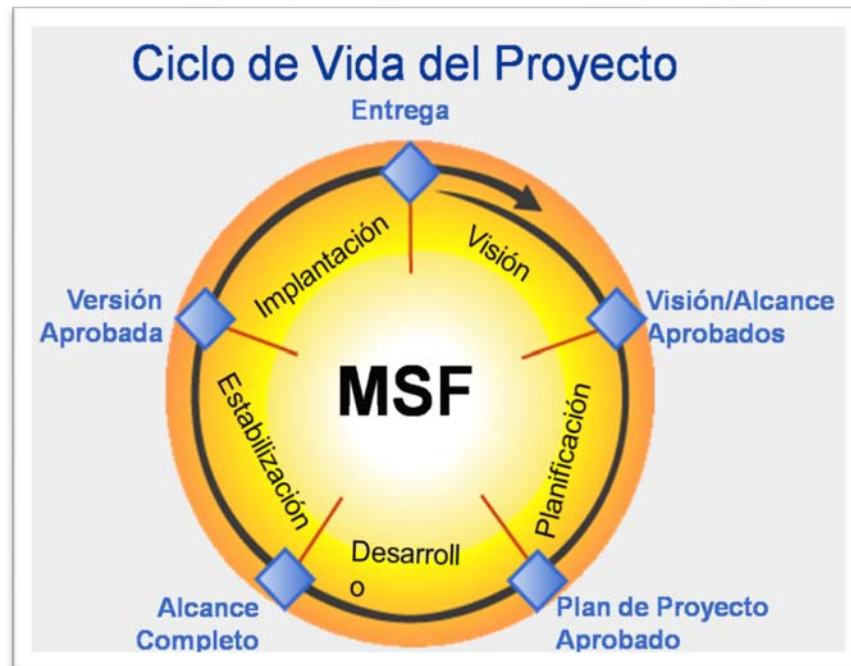 Ciclo de Vida del Proyecto
Entrega
Implantación
Visión
Versión
Aprobada
Visión/Alcance
Aprobados
MSF
Estabilización
Planificación
Desarroll
o
Alcance
Completo
Plan de Proyecto
Aprobado